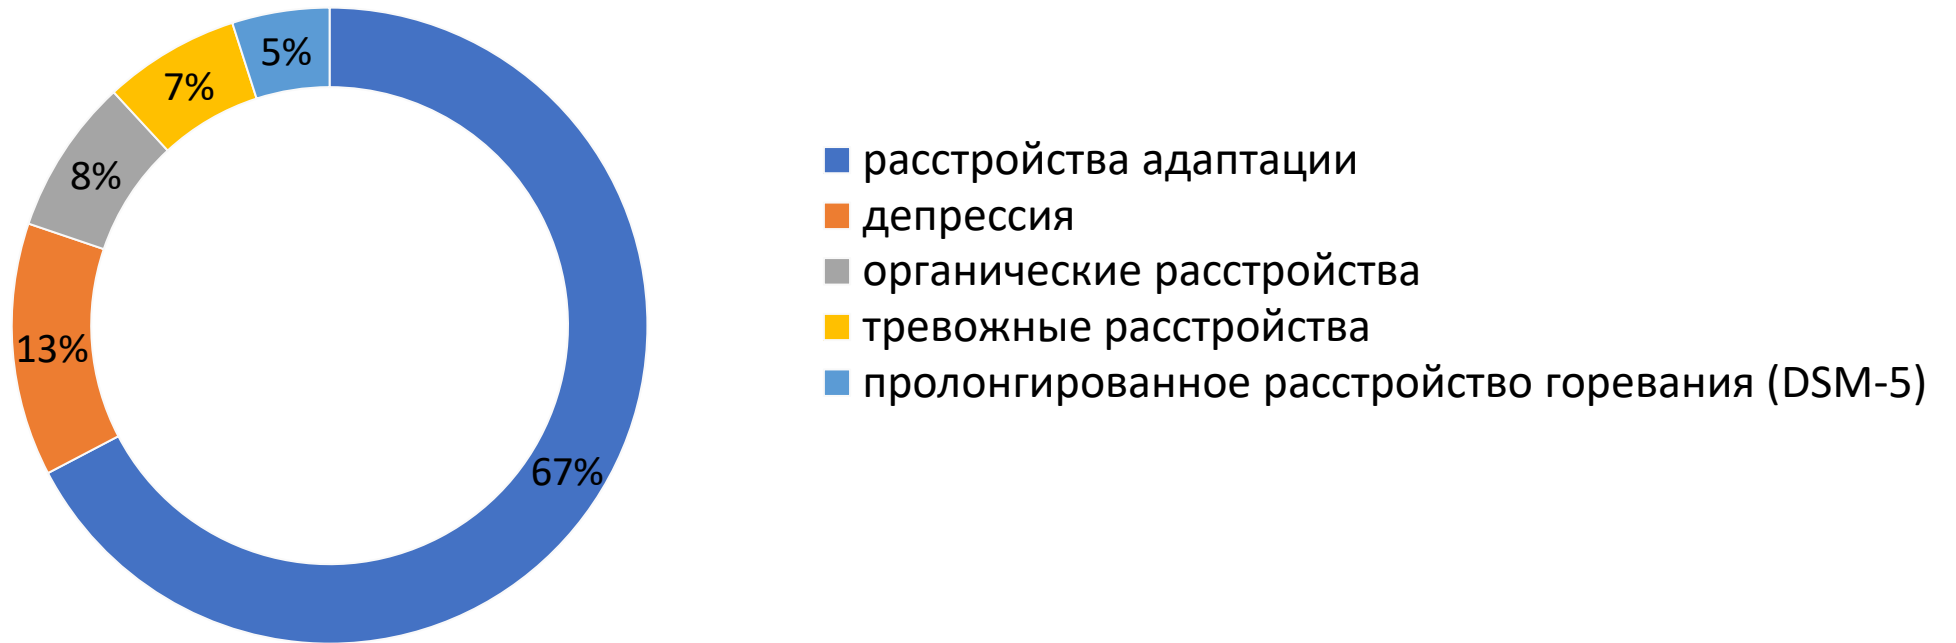 5%
7%
8%
13%
67%
расстройства адаптации
депрессия
органические расстройства
тревожные расстройства
пролонгированное расстройство горевания (DSM-5)